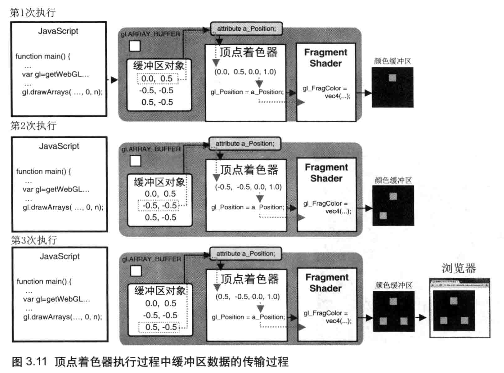 第1次执行
JavaScript
function main() {
...
var gl=getWebGL...
...
gl.drawArrays( ..., 0, n);
gl.ARRAY_BUFFER
缓冲区对象
0.0, 0.5
-0.5, -0.5
0.5, -0.5
attribute a_Position;
顶点着色器
(0.0, 0.5, 0.0, 1.0)
gl_Position = a_Position;
Fragment
Shader
gl_FragColor =
vec4(...);
颜色缓冲区
第2次执行
JavaScript
function main() {
...
var gl=getWebGL...
...
gl.drawArrays( ..., 0, n);
gl.ARRAY_BUFFER
缓冲区对象
0.0, 0.5
-0.5, -0.5
0.5, -0.5
attribute a_Position;
顶点着色器
(-0.5, -0.5, 0.0, 1.0)
gl_Position = a_Position;
Fragment
Shader
gl_FragColor =
vec4(...);
颜色缓冲区
第3次执行
JavaScript
function main() {
...
var gl=getWebGL...
...
gl.drawArrays( ..., 0, n);
gl.ARRAY_BUFFER
缓冲区对象
0.0, 0.5
-0.5, -0.5
0.5, -0.5
attribute a_Position;
顶点着色器
(0.5, -0.5, 0.0, 1.0)
gl_Position = a_Position;
Fragment
Shader
gl_FragColor =
vec4(...);
颜色缓冲区
浏览器
图 3.11 顶点着色器执行过程中缓冲区数据的传输过程